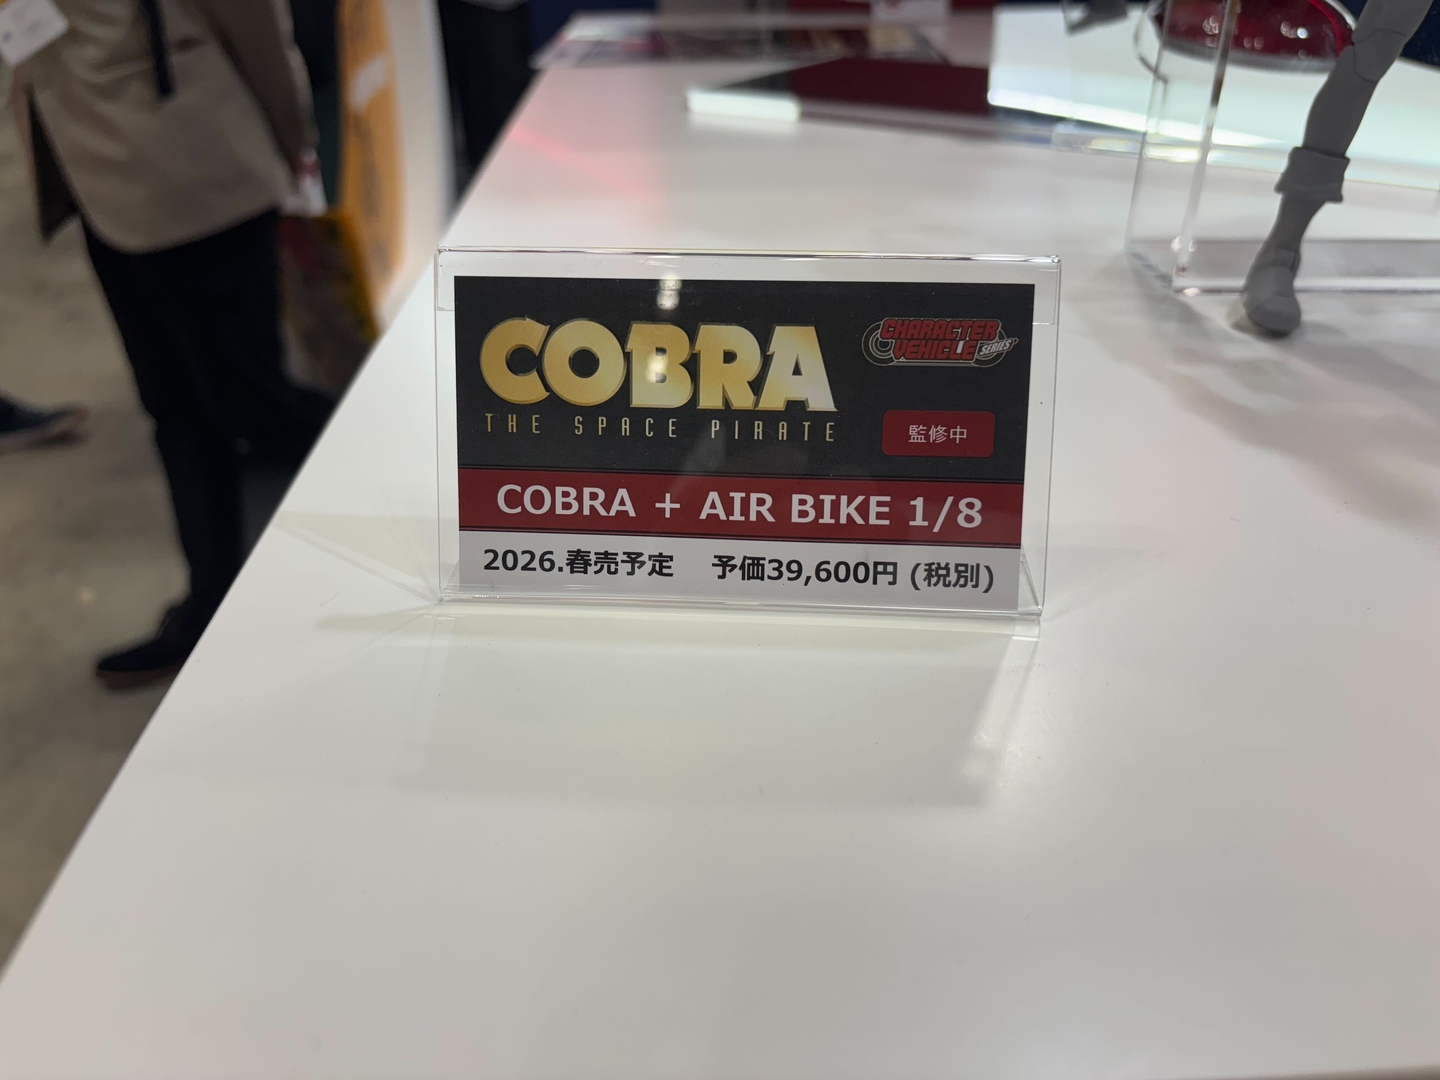 COBRA
THE SPACE PIRATE
CHARACTER
VEHICLE
SERIES
監修中
COBRA + AIR BIKE 1/8
2026.春売予定 予価39,600円 (税別)